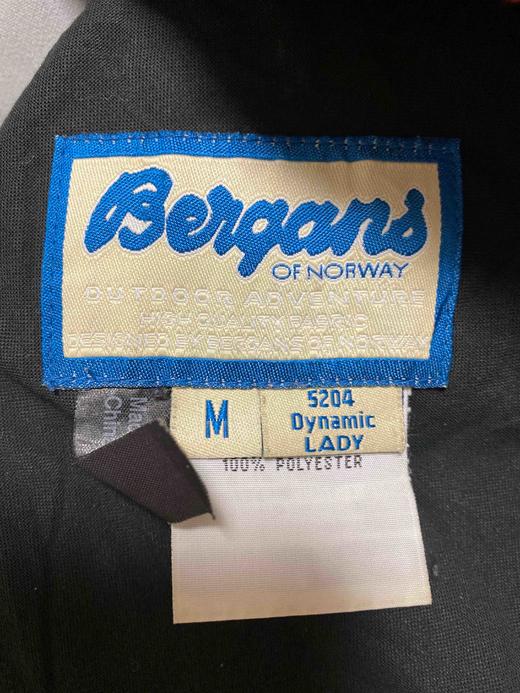 Bergans
OF NORWAY
OUTDOOR ADVENTURE
HIGH QUALITY FABRIC
DESIGNED BY BERGANS OF NORWAY
M
5204
Dynamic
LADY
100% POLYESTER